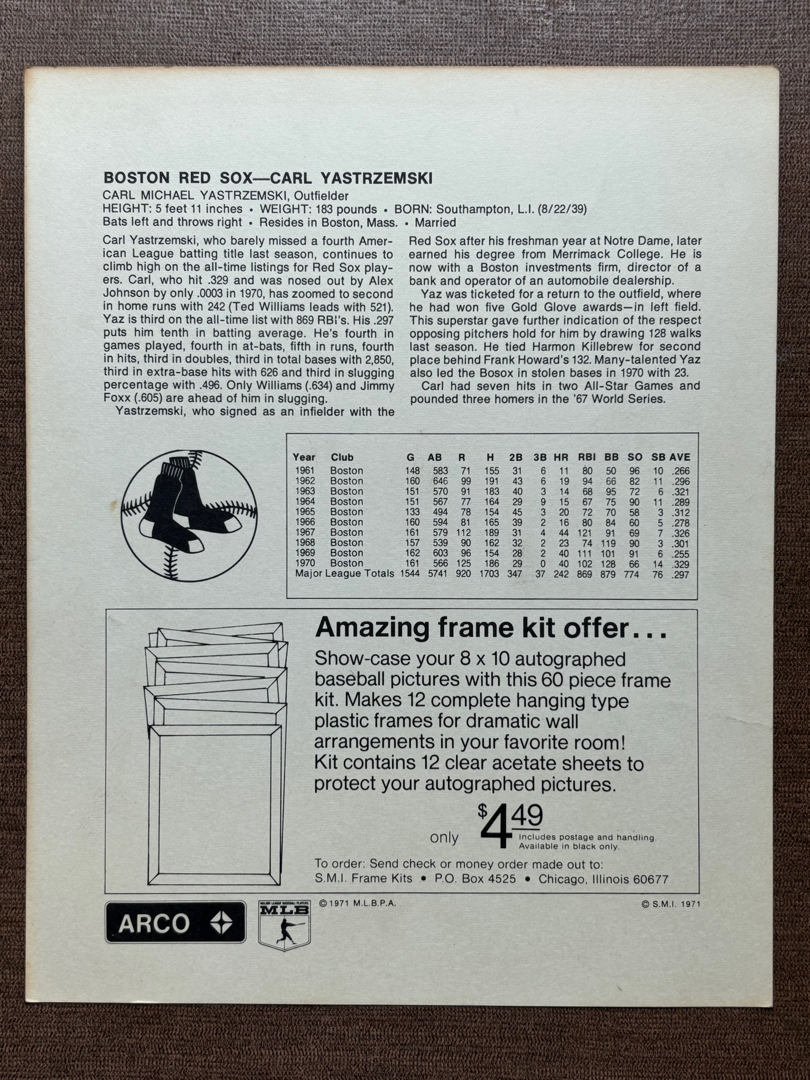 BOSTON RED SOX—CARL YASTRZEMSKI
CARL MICHAEL YASTRZEMSKI, Outfielder
HEIGHT: 5 feet 11 inches • WEIGHT: 183 pounds • BORN: Southampton, L.I. (8/22/39)
Bats left and throws right • Resides in Boston, Mass. • Married
Carl Yastrzemski, who barely missed a fourth Amer-
ican League batting title last season, continues to
climb high on the all-time listings for Red Sox play-
ers. Carl, who hit .329 and was nosed out by Alex
Johnson by only .0003 in 1970, has zoomed to second
in home runs with 242 (Ted Williams leads with 521).
Yaz is third on the all-time list with 869 RBI's. His .297
puts him tenth in batting average. He's fourth in
games played, fourth in at-bats, fifth in runs, fourth
in hits, third in doubles, third in total bases with 2,850,
third in extra-base hits with 626 and third in slugging
percentage with .496. Only Williams (.634) and Jimmy
Foxx (.605) are ahead of him in slugging.
Yastrzemski, who signed as an infielder with the
Red Sox after his freshman year at Notre Dame, later
earned his degree from Merrimack College. He is
now with a Boston investments firm, director of a
bank and operator of an automobile dealership.
Yaz was ticketed for a return to the outfield, where
he had won five Gold Glove awards—in left field.
This superstar gave further indication of the respect
opposing pitchers hold for him by drawing 128 walks
last season. He tied Harmon Killebrew for second
place behind Frank Howard's 132. Many-talented Yaz
also led the Bosox in stolen bases in 1970 with 23.
Carl had seven hits in two All-Star Games and
pounded three homers in the '67 World Series.
Year Club G AB R H 2B 3B HR RBI BB SO SB AVE
1961 Boston 148 583 71 155 31 6 11 80 50 96 10 .266
1962 Boston 160 646 99 191 43 6 19 94 66 82 11 .296
1963 Boston 151 570 91 183 40 3 14 68 95 72 6 .321
1964 Boston 151 567 77 164 29 9 15 67 75 90 11 .289
1965 Boston 133 494 78 154 45 3 20 72 70 58 3 .312
1966 Boston 160 594 81 165 39 2 16 80 84 60 5 .278
1967 Boston 161 579 112 189 31 4 44 121 91 69 7 .326
1968 Boston 157 539 90 162 32 2 23 74 119 90 3 .301
1969 Boston 162 603 96 154 28 2 40 111 101 91 6 .255
1970 Boston 161 566 125 186 29 0 40 102 128 66 14 .329
Major League Totals 1544 5741 920 1703 347 37 242 869 879 774 76 .297
Amazing frame kit offer...
Show-case your 8 x 10 autographed
baseball pictures with this 60 piece frame
kit. Makes 12 complete hanging type
plastic frames for dramatic wall
arrangements in your favorite room!
Kit contains 12 clear acetate sheets to
protect your autographed pictures.
only $4 49
Includes postage and handling.
Available in black only.
To order: Send check or money order made out to:
S.M.I. Frame Kits • P.O. Box 4525 • Chicago, Illinois 60677
ARCO
MAJOR LEAGUE BASEBALL PLAYERS
MLB
© 1971 M.L.B.P.A.
© S.M.I. 1971